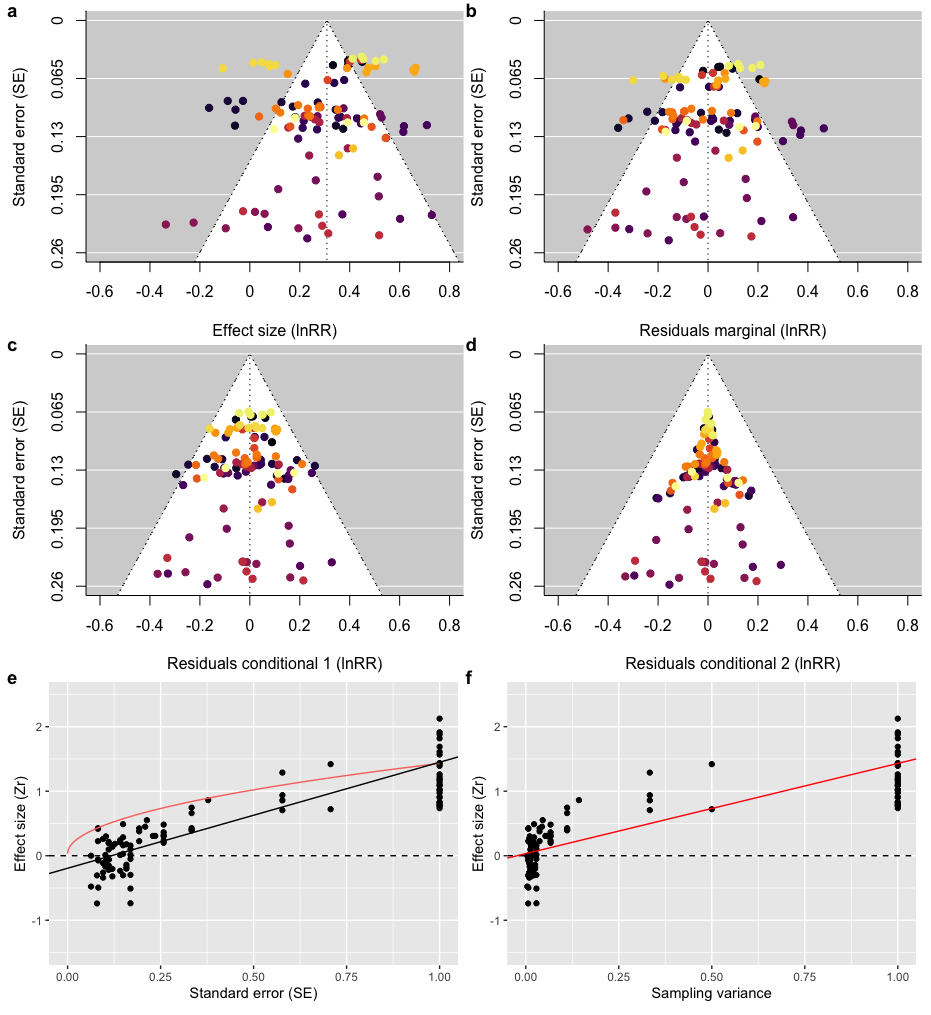 a
Standard error (SE)
0
0.065
0.13
0.195
0.26
-0.6 -0.4 -0.2 0 0.2 0.4 0.6 0.8
Effect size (lnRR)
b
Standard error (SE)
0
0.065
0.13
0.195
0.26
-0.6 -0.4 -0.2 0 0.2 0.4 0.6 0.8
Residuals marginal (lnRR)
c
Standard error (SE)
0
0.065
0.13
0.195
0.26
-0.6 -0.4 -0.2 0 0.2 0.4 0.6 0.8
Residuals conditional 1 (lnRR)
d
Standard error (SE)
0
0.065
0.13
0.195
0.26
-0.6 -0.4 -0.2 0 0.2 0.4 0.6 0.8
Residuals conditional 2 (lnRR)
e
Effect size (Zr)
2
1
0
-1
0.00 0.25 0.50 0.75 1.00
Standard error (SE)
f
Effect size (Zr)
2
1
0
-1
0.00 0.25 0.50 0.75 1.00
Sampling variance